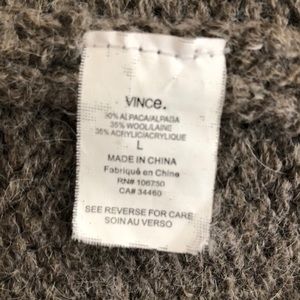 VINCE.
30% ALPACA/ALPAGA
35% WOOL/LAINE
35% ACRYLIC/ACRYLIQUE
L
MADE IN CHINA
Fabriqué en Chine
RN# 106750
CA# 34460
SEE REVERSE FOR CARE
SOIN AU VERSO